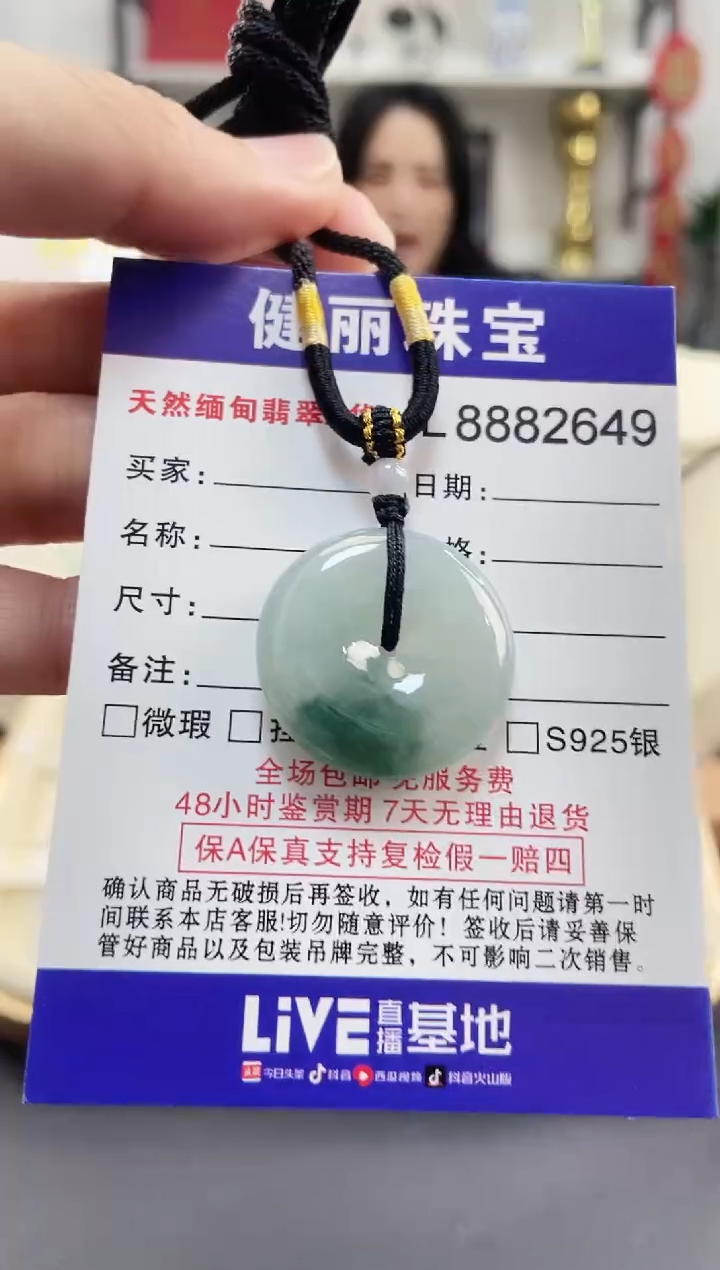 健丽珠宝
天然缅甸翡翠
L8882649
买家:
日期:
名称:
格:
尺寸:
备注:
□微瑕 □ □S925银
全场包邮 免服务费
48小时鉴赏期 7天无理由退货
保A保真支持复检假一赔四
确认商品无破损后再签收，如有任何问题请第一时
间联系本店客服!切勿随意评价！签收后请妥善保
管好商品以及包装吊牌完整，不可影响二次销售。
LiVE直播基地
头条 今日头条 抖音 西瓜视频 抖音火山版